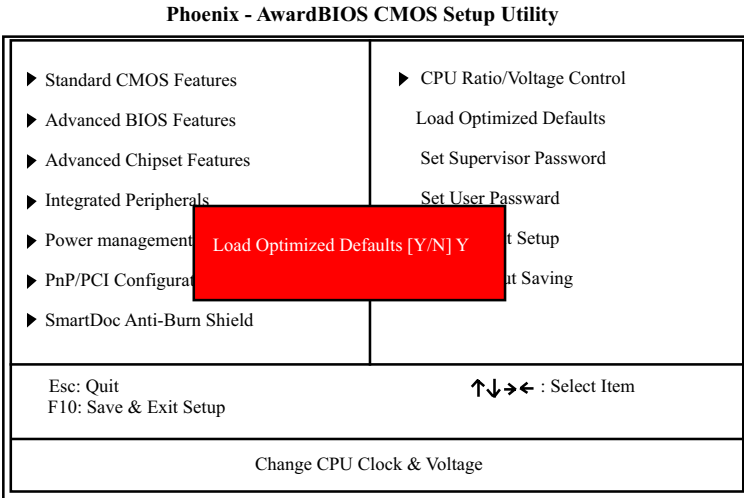 Phoenix - AwardBIOS CMOS Setup Utility
Standard CMOS Features
Advanced BIOS Features
Advanced Chipset Features
Integrated Peripherals
Power management
PnP/PCI
SmartDoc Anti-Burn Shield
CPU Ratio/Voltage Control
Load Optimized Defaults
Set Supervisor Password
Set User Passward
Setup
Saving
Load Optimized Defaults [Y/N] Y
Esc: Quit
F10: Save & Exit Setup
↑↓→← : Select Item
Change CPU Clock & Voltage